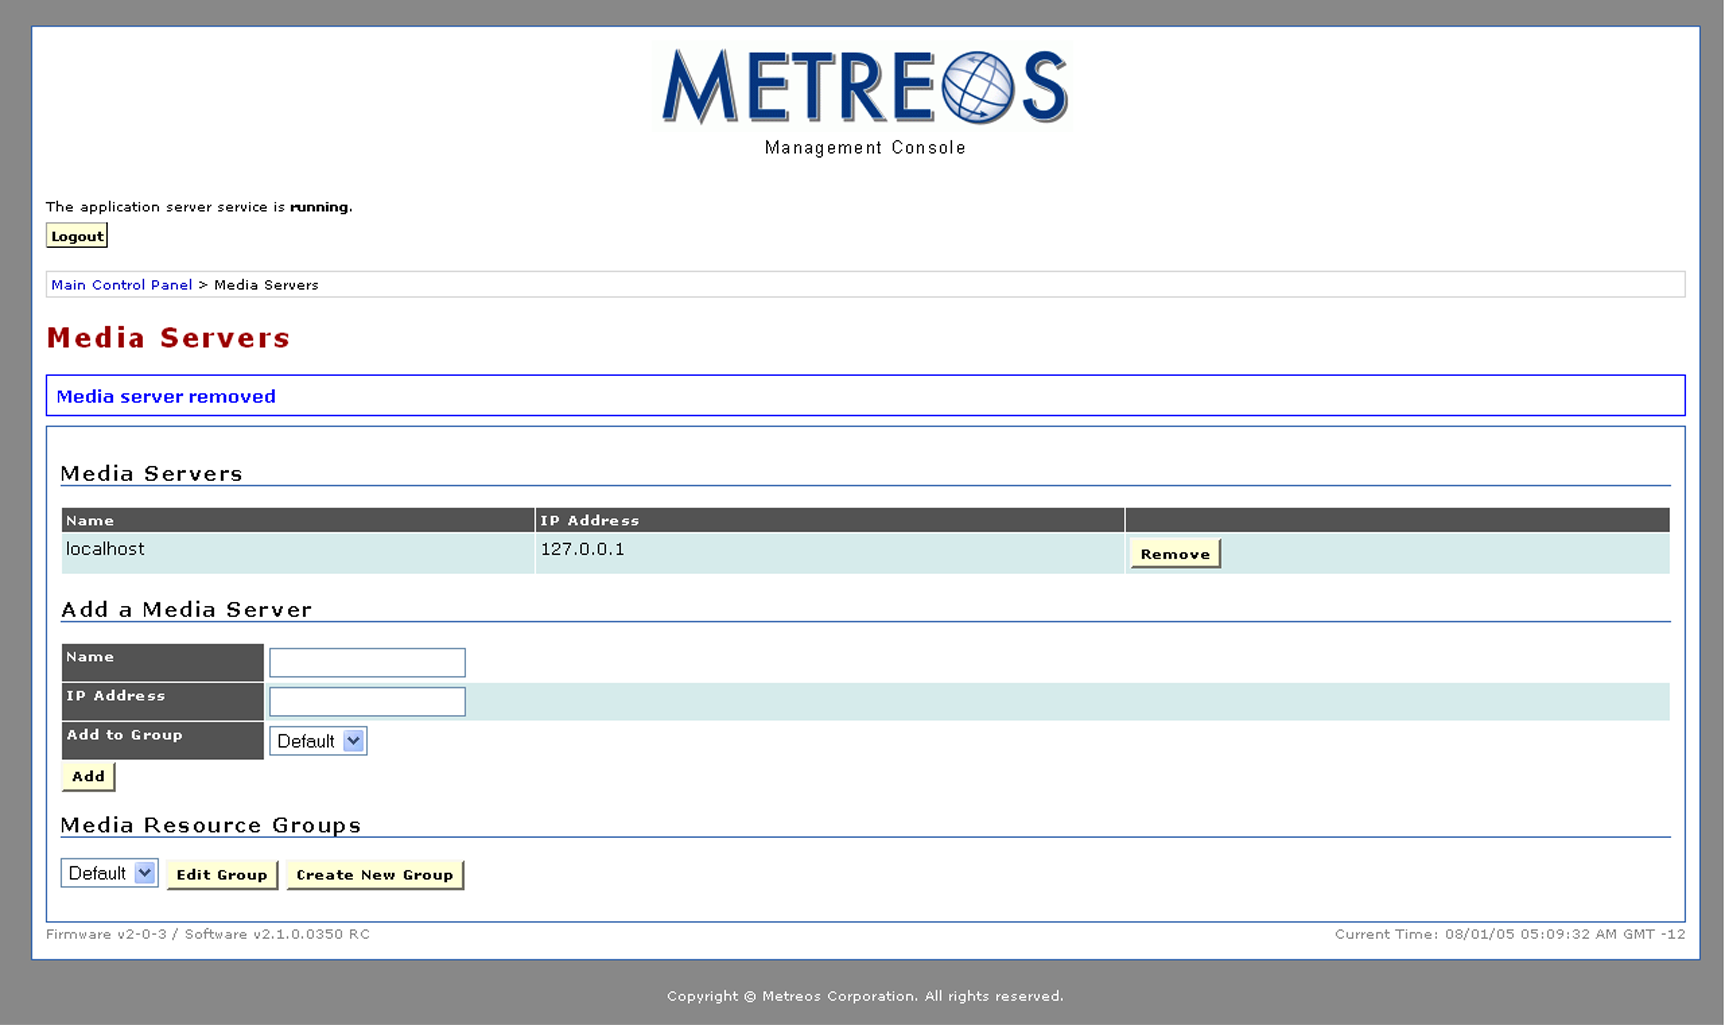 METREOS
Management Console
The application server service is running.
Logout
Main Control Panel > Media Servers
Media Servers
Media server removed
Media Servers
Name IP Address
localhost 127.0.0.1 Remove
Add a Media Server
Name
IP Address
Add to Group Default
Add
Media Resource Groups
Default Edit Group Create New Group
Firmware v2-0-3 / Software v2.1.0.0350 RC Current Time: 08/01/05 05:09:32 AM GMT -12
Copyright © Metreos Corporation. All rights reserved.